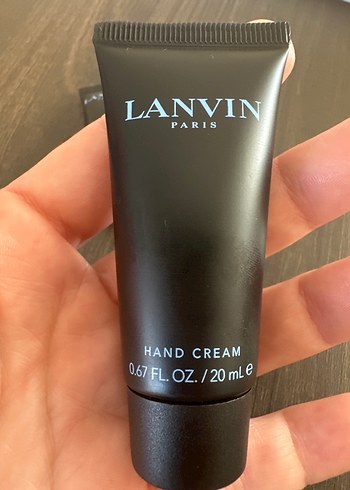 LANVIN
PARIS
HAND CREAM
0.67 FL. OZ. / 20 mL ℮